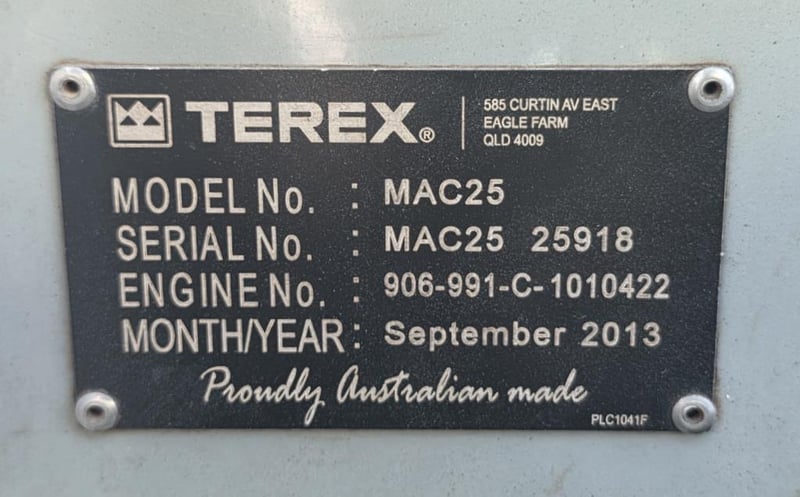 TEREX®
585 CURTIN AV EAST
EAGLE FARM
QLD 4009
MODEL No. : MAC25
SERIAL No. : MAC25 25918
ENGINE No. : 906-991-C-1010422
MONTH/YEAR : September 2013
Proudly Australian made
PLC1041F